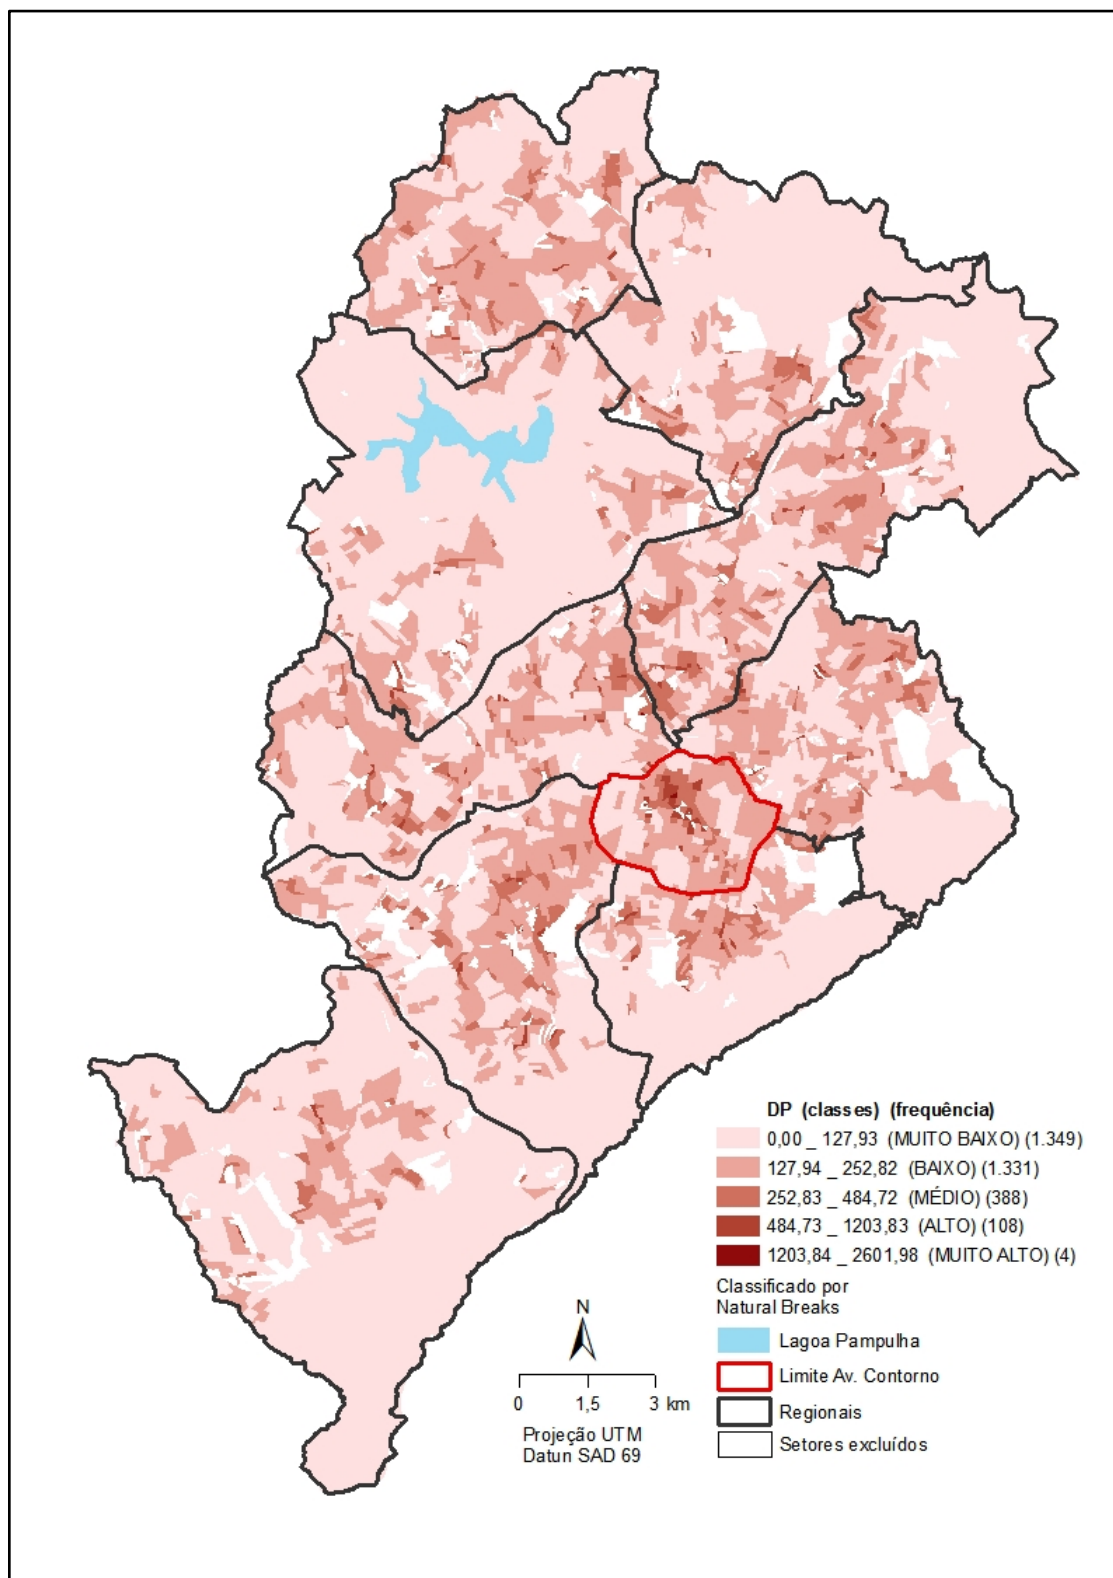 DP (classes) (frequência)
0,00 _ 127,93 (MUITO BAIXO) (1.349)
127,94 _ 252,82 (BAIXO) (1.331)
252,83 _ 484,72 (MÉDIO) (388)
484,73 _ 1203,83 (ALTO) (108)
1203,84 _ 2601,98 (MUITO ALTO) (4)
Classificado por
Natural Breaks
Lagoa Pampulha
Limite Av. Contorno
Regionais
Setores excluídos
N
0 1,5 3 km
Projeção UTM
Datun SAD 69